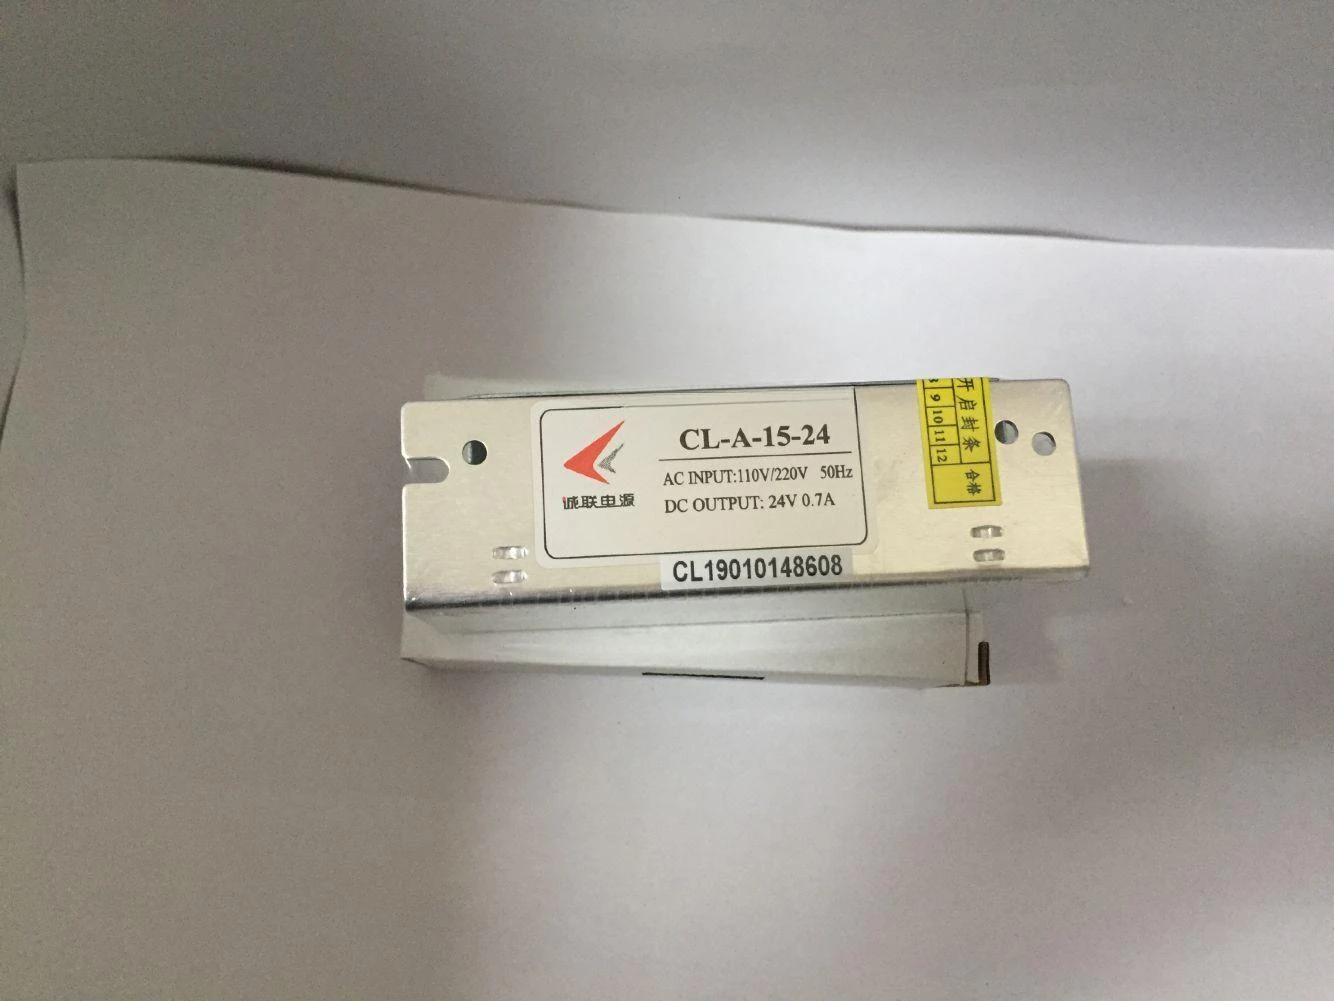 CL-A-15-24
AC INPUT:110V/220V 50Hz
DC OUTPUT: 24V 0.7A
诚联电源
CL19010148608
开启封条 合格
9 10 11 12